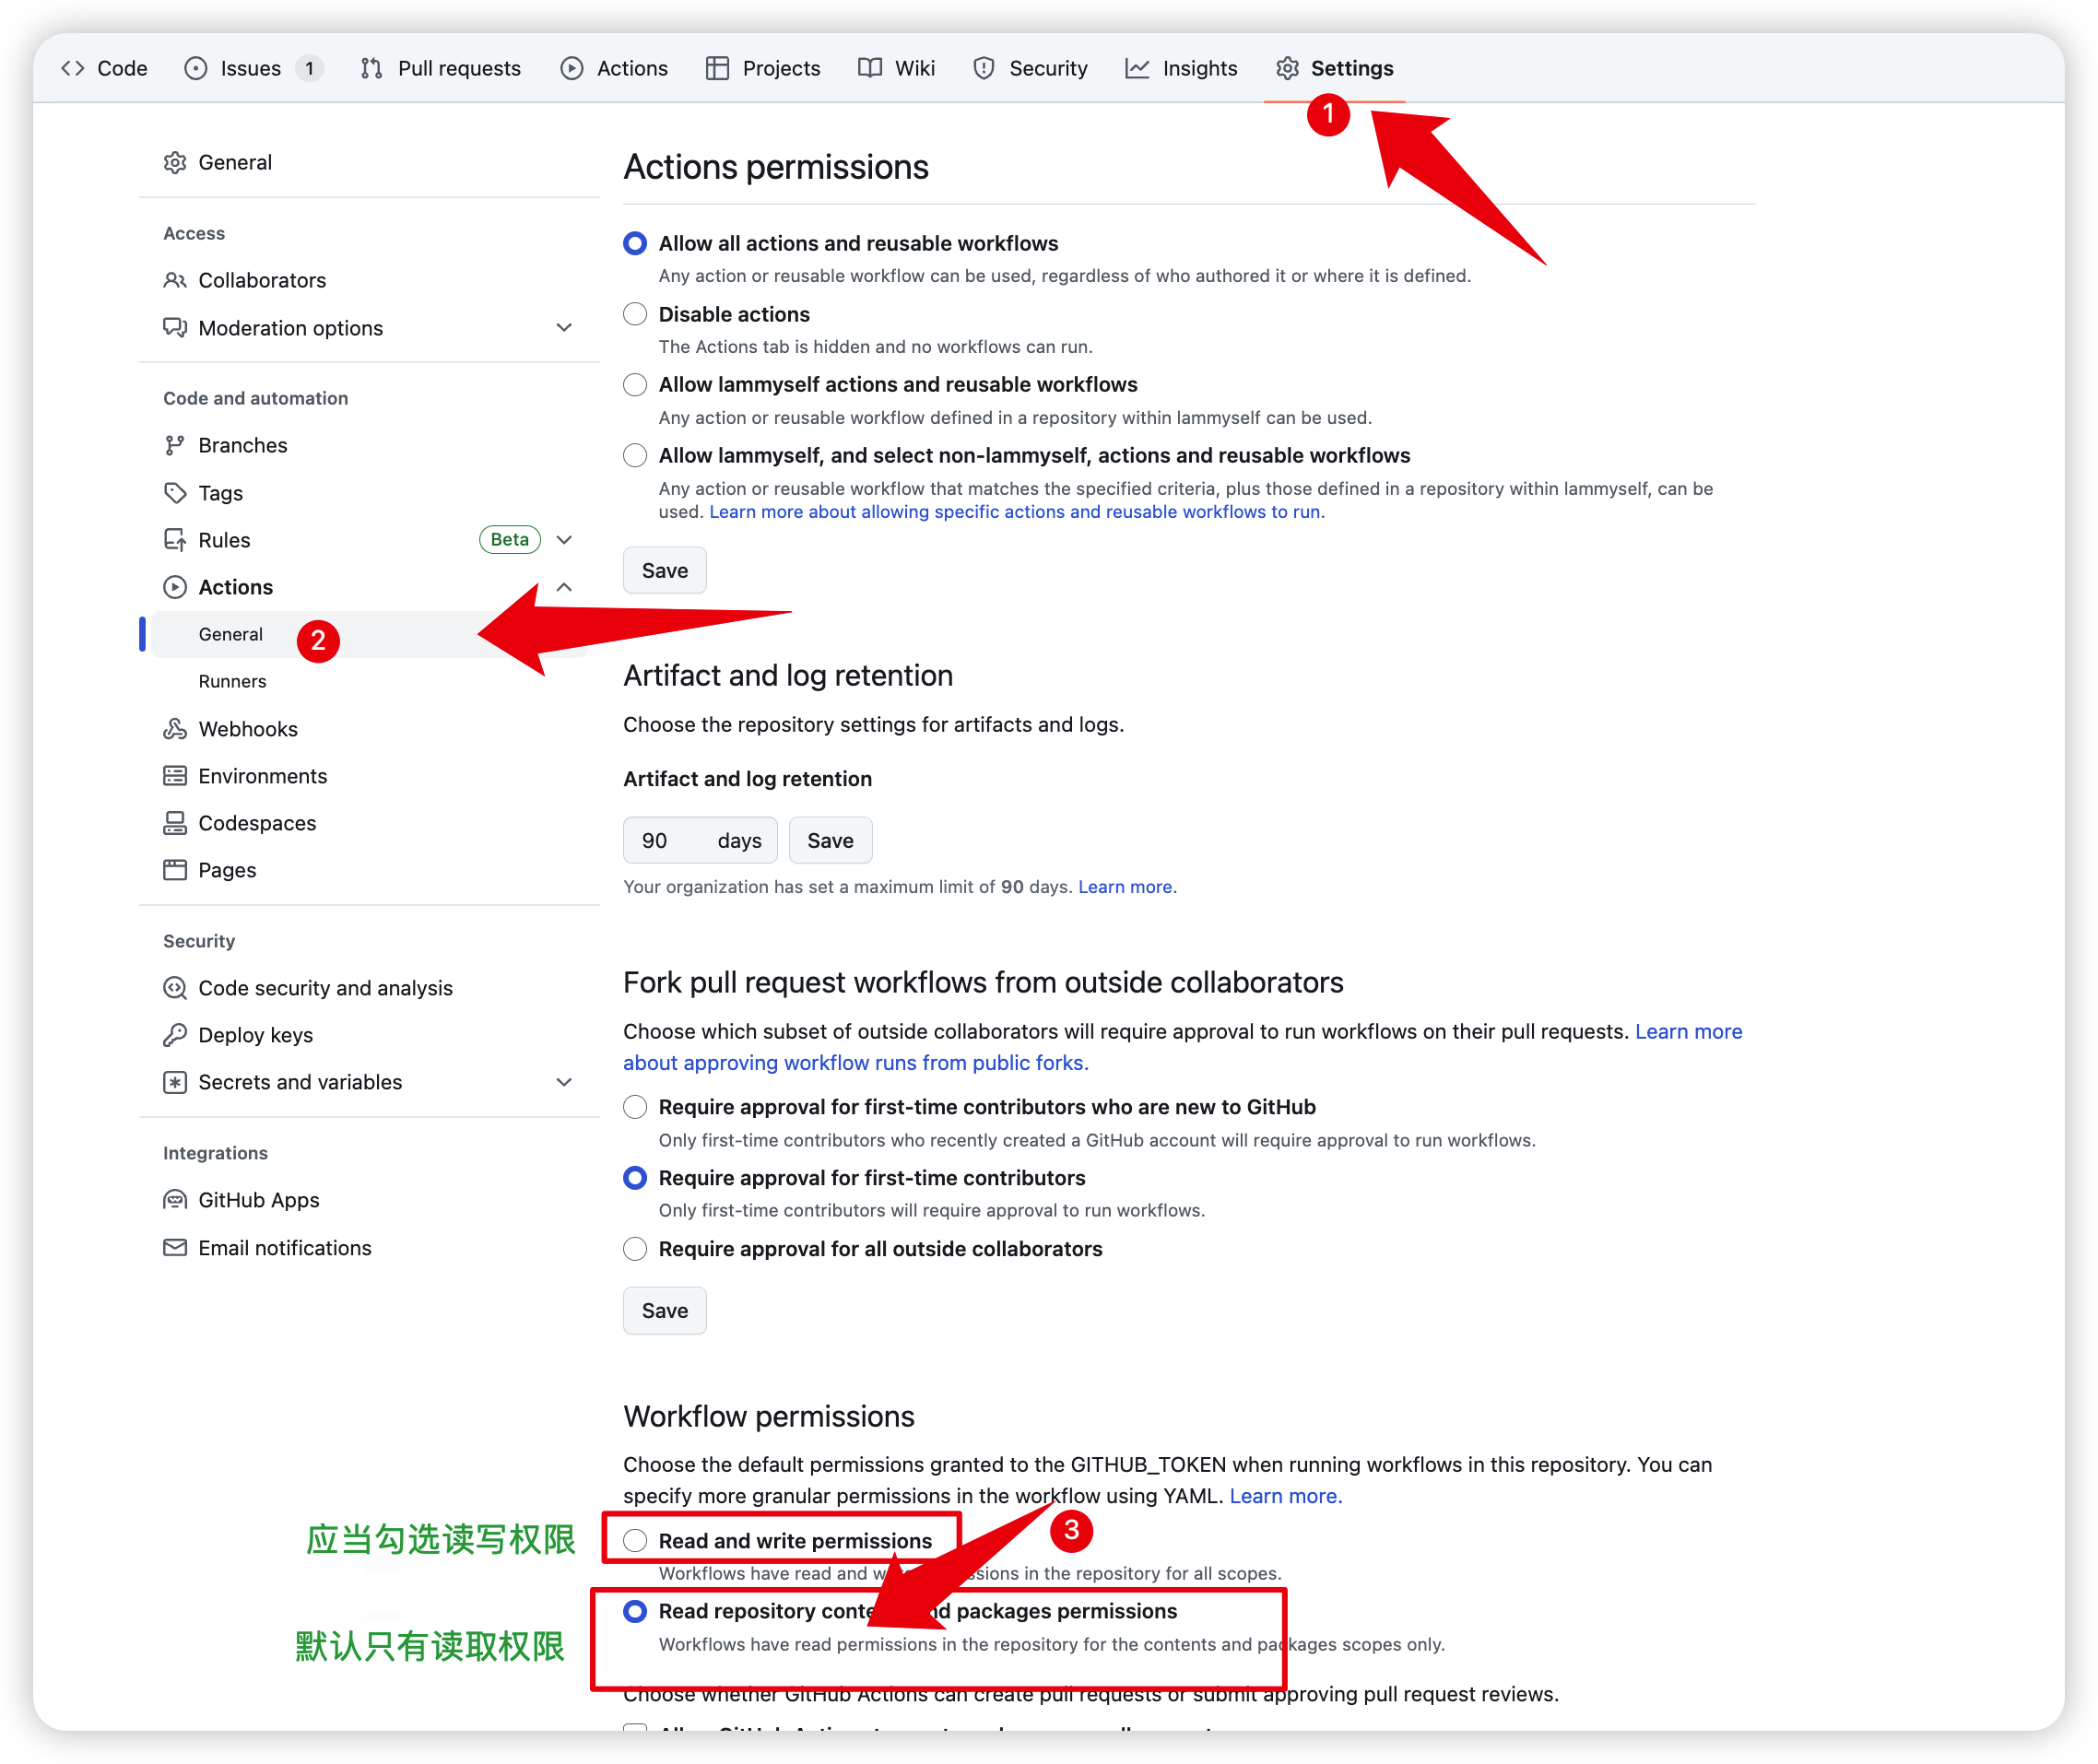 Code Issues 1 Pull requests Actions Projects Wiki Security Insights Settings
1
General
Access
Collaborators
Moderation options
Code and automation
Branches
Tags
Rules Beta
Actions
General 2
Runners
Webhooks
Environments
Codespaces
Pages
Security
Code security and analysis
Deploy keys
Secrets and variables
Integrations
GitHub Apps
Email notifications
Actions permissions
Allow all actions and reusable workflows
Any action or reusable workflow can be used, regardless of who authored it or where it is defined.
Disable actions
The Actions tab is hidden and no workflows can run.
Allow lammyself actions and reusable workflows
Any action or reusable workflow defined in a repository within lammyself can be used.
Allow lammyself, and select non-lammyself, actions and reusable workflows
Any action or reusable workflow that matches the specified criteria, plus those defined in a repository within lammyself, can be
used. Learn more about allowing specific actions and reusable workflows to run.
Save
Artifact and log retention
Choose the repository settings for artifacts and logs.
Artifact and log retention
90 days Save
Your organization has set a maximum limit of 90 days. Learn more.
Fork pull request workflows from outside collaborators
Choose which subset of outside collaborators will require approval to run workflows on their pull requests. Learn more
about approving workflow runs from public forks.
Require approval for first-time contributors who are new to GitHub
Only first-time contributors who recently created a GitHub account will require approval to run workflows.
Require approval for first-time contributors
Only first-time contributors will require approval to run workflows.
Require approval for all outside collaborators
Save
Workflow permissions
Choose the default permissions granted to the GITHUB_TOKEN when running workflows in this repository. You can
specify more granular permissions in the workflow using YAML. Learn more.
应当勾选读写权限
Read and write permissions 3
Workflows have read and in the repository for all scopes.
默认只有读取权限
Read repository packages permissions
Workflows have read permissions in the repository for the contents and packages scopes only.
Choose whether GitHub Actions can create pull requests or submit approving pull request reviews.